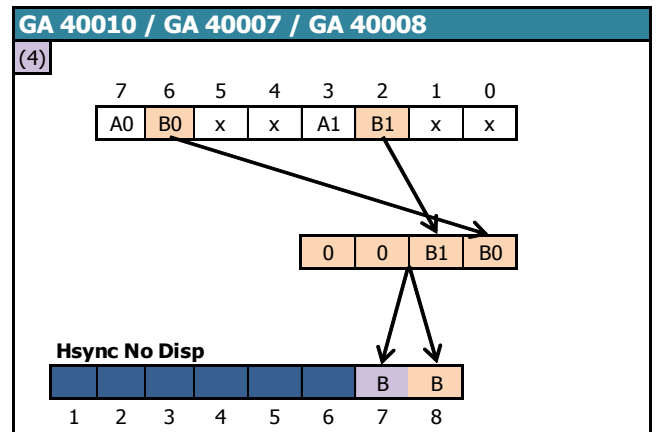 GA 40010 / GA 40007 / GA 40008
(4)
7 6 5 4 3 2 1 0
A0 B0 x x A1 B1 x x
0 0 B1 B0
Hsync No Disp
B B
1 2 3 4 5 6 7 8